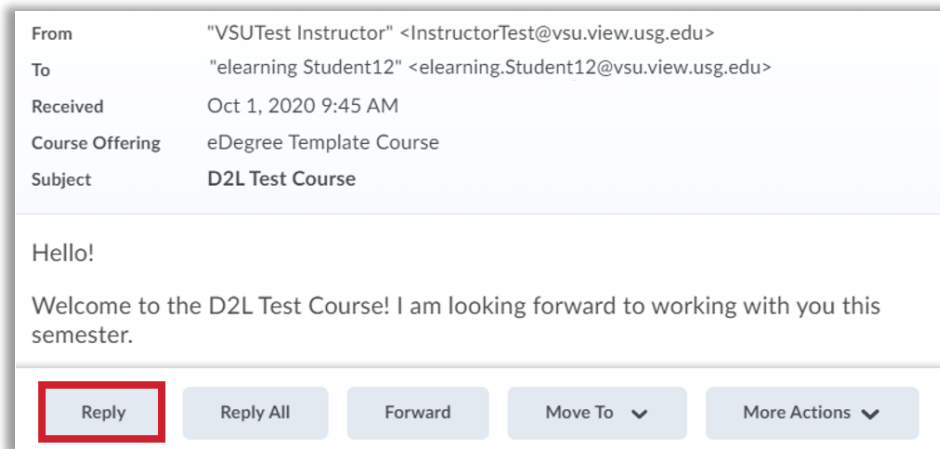 From "VSUTest Instructor" <InstructorTest@vsu.view.usg.edu>
To "elearning Student12" <elearning.Student12@vsu.view.usg.edu>
Received Oct 1, 2020 9:45 AM
Course Offering eDegree Template Course
Subject D2L Test Course
Hello!
Welcome to the D2L Test Course! I am looking forward to working with you this
semester.
Reply Reply All Forward Move To More Actions